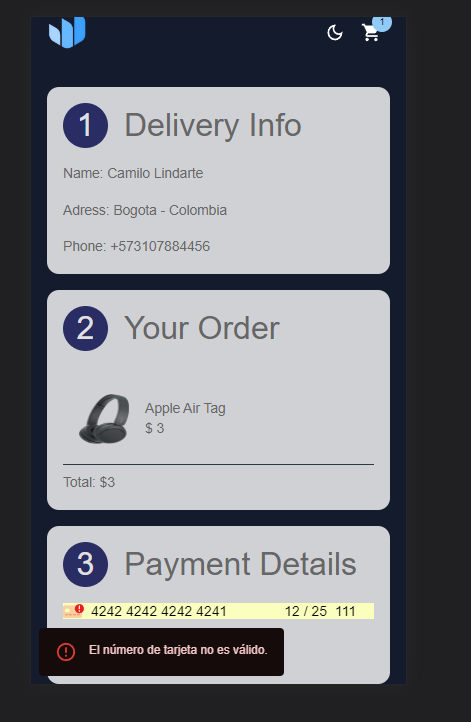 1
1 Delivery Info
Name: Camilo Lindarte
Adress: Bogota - Colombia
Phone: +573107884456
2 Your Order
Apple Air Tag
$ 3
Total: $3
3 Payment Details
4242 4242 4242 4241 12 / 25 111
El número de tarjeta no es válido.